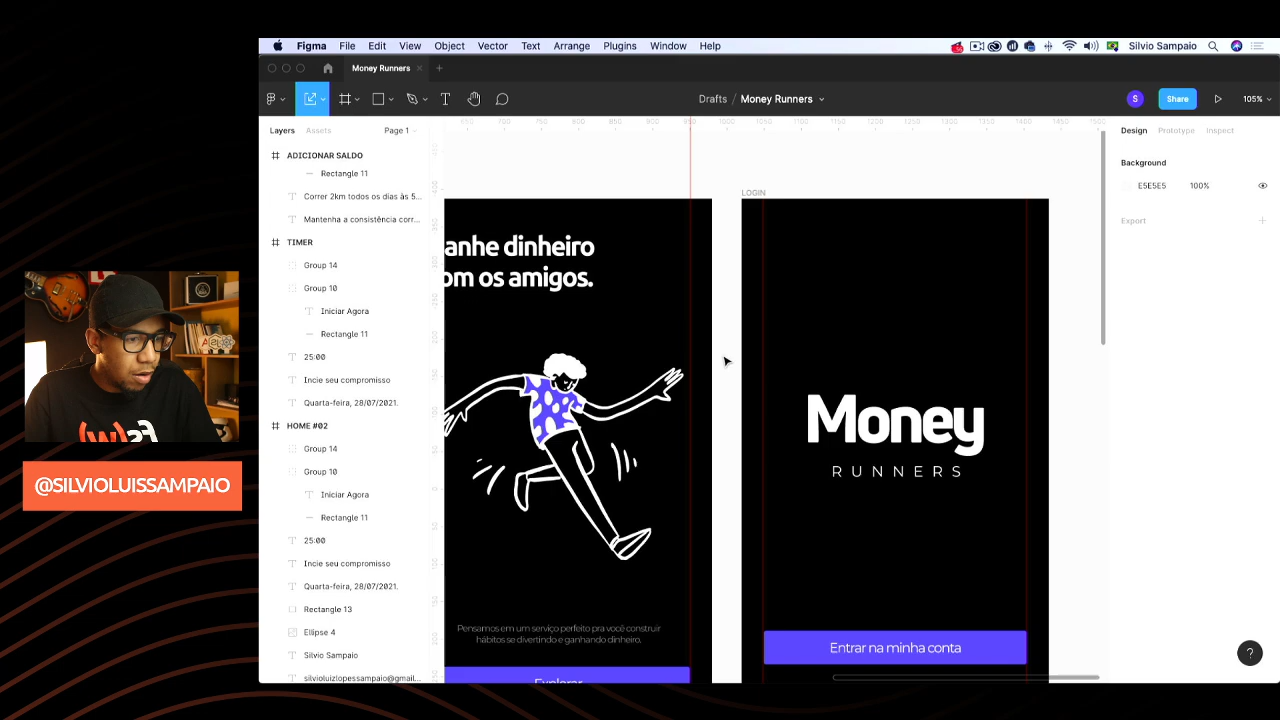 Figma File Edit View Object Vector Text Arrange Plugins Window Help
Silvio Sampaio
Money Runners
Drafts / Money Runners
S
Share
105%
Layers
Assets
Page 1
Design
Prototype
Inspect
ADICIONAR SALDO
Rectangle 11
Correr 2km todos os dias às 5...
Mantenha a consistência corr...
TIMER
Group 14
Group 10
Iniciar Agora
Rectangle 11
25:00
Incie seu compromisso
Quarta-feira, 28/07/2021.
HOME #02
Group 14
Group 10
Iniciar Agora
Rectangle 11
25:00
Incie seu compromisso
Quarta-feira, 28/07/2021.
Rectangle 13
Ellipse 4
Silvio Sampaio
silvioluizlopessampaio@gmail...
anhe dinheiro
om os amigos.
Pensamos em um serviço perfeito pra você construir
hábitos se divertindo e ganhando dinheiro.
Explorar
LOGIN
Money
RUNNERS
Entrar na minha conta
Background
E5E5E5 100%
Export
?
@SILVIOLUISSAMPAIO